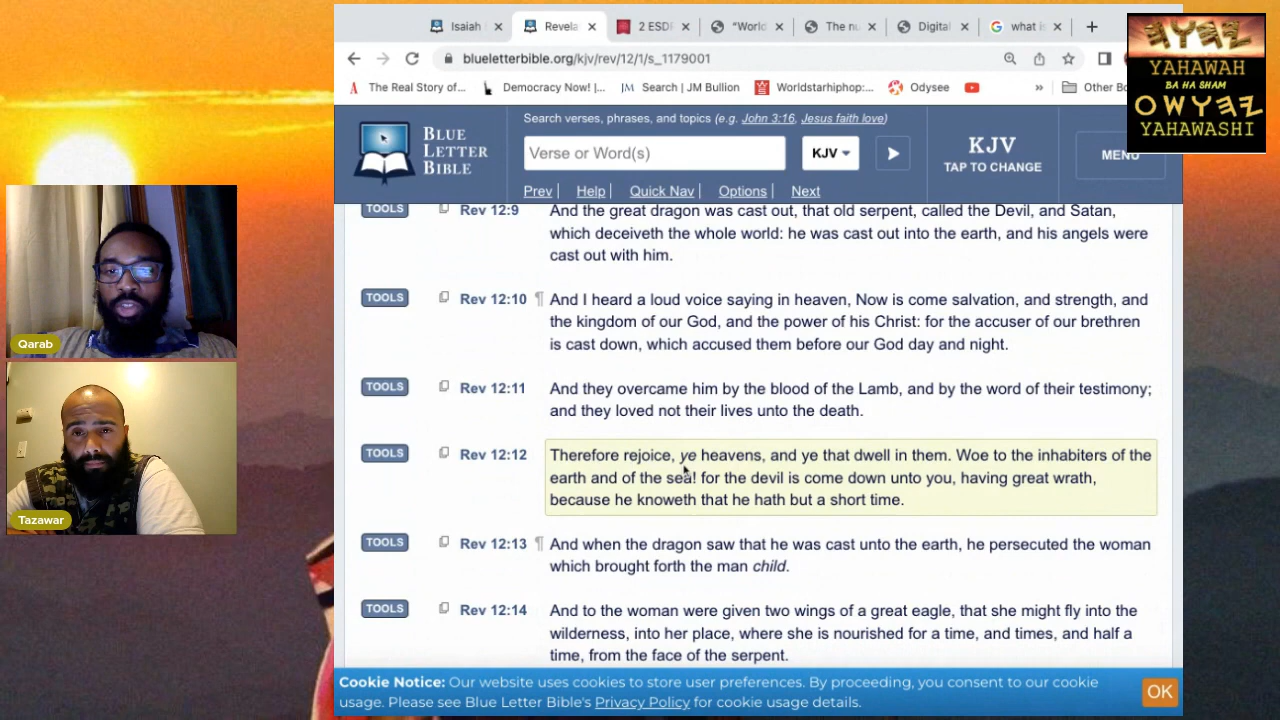 Isaiah
Revela
2 ESDR
"World
The nu
Digital
what is
blueletterbible.org/kjv/rev/12/1/s_1179001
The Real Story of...
Democracy Now! |...
JM Search | JM Bullion
Worldstarhiphop:...
Odysee
»
Other Bo
YAHAWAH
BA HA SHAM
YAHAWASHI
BLUE
LETTER
BIBLE
Search verses, phrases, and topics (e.g. John 3:16, Jesus faith love)
Verse or Word(s)
KJV
KJV
TAP TO CHANGE
MENU
Prev | Help | Quick Nav | Options | Next
TOOLS Rev 12:9 And the great dragon was cast out, that old serpent, called the Devil, and Satan,
which deceiveth the whole world: he was cast out into the earth, and his angels were
cast out with him.
TOOLS Rev 12:10 ¶ And I heard a loud voice saying in heaven, Now is come salvation, and strength, and
the kingdom of our God, and the power of his Christ: for the accuser of our brethren
is cast down, which accused them before our God day and night.
TOOLS Rev 12:11 And they overcame him by the blood of the Lamb, and by the word of their testimony;
and they loved not their lives unto the death.
TOOLS Rev 12:12 Therefore rejoice, ye heavens, and ye that dwell in them. Woe to the inhabiters of the
earth and of the sea! for the devil is come down unto you, having great wrath,
because he knoweth that he hath but a short time.
TOOLS Rev 12:13 ¶ And when the dragon saw that he was cast unto the earth, he persecuted the woman
which brought forth the man child.
TOOLS Rev 12:14 And to the woman were given two wings of a great eagle, that she might fly into the
wilderness, into her place, where she is nourished for a time, and times, and half a
time, from the face of the serpent.
Cookie Notice: Our website uses cookies to store user preferences. By proceeding, you consent to our cookie
usage. Please see Blue Letter Bible's Privacy Policy for cookie usage details.
OK
Qarab
Tazawar